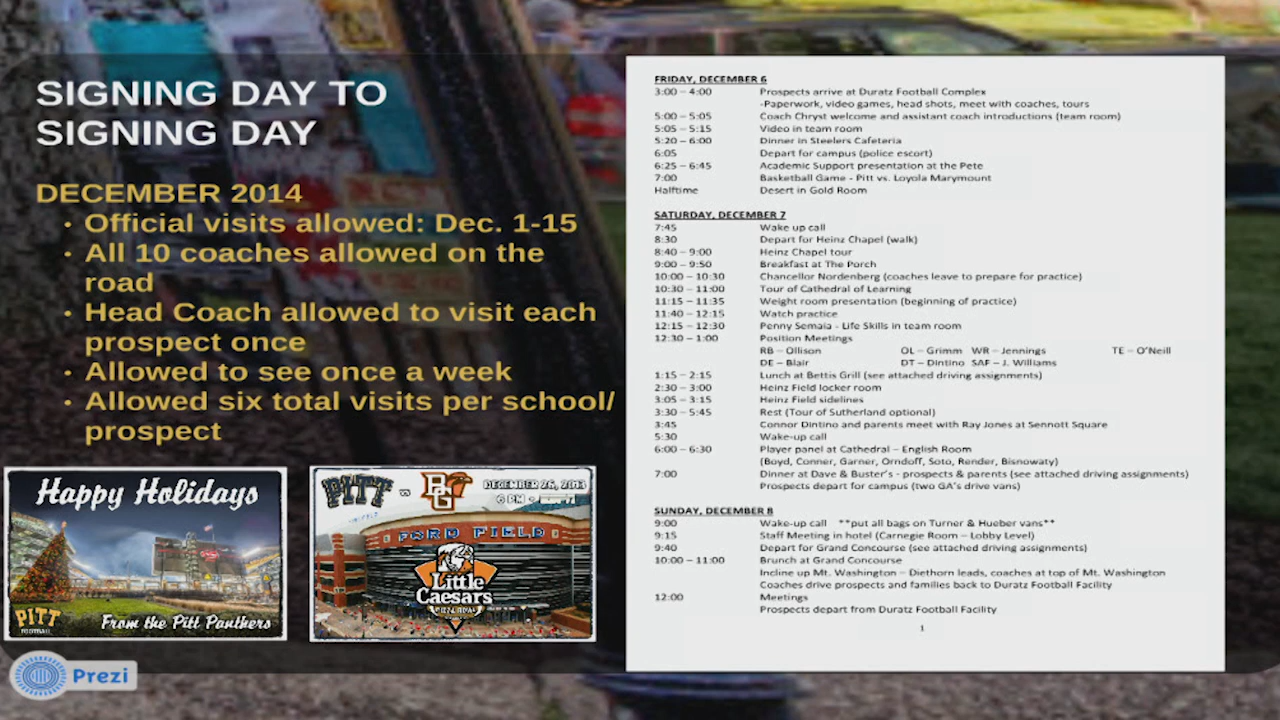 SIGNING DAY TO
SIGNING DAY
DECEMBER 2014
• Official visits allowed: Dec. 1-15
• All 10 coaches allowed on the
road
• Head Coach allowed to visit each
prospect once
• Allowed to see once a week
• Allowed six total visits per school/
prospect
Happy Holidays
PITT
FOOTBALL
From the Pitt Panthers
PITT vs BG DECEMBER 26, 2013
6 PM
FORD FIELD
Little
Caesars
Prezi
FRIDAY, DECEMBER 6
3:00 – 4:00 Prospects arrive at Duratz Football Complex
-Paperwork, video games, head shots, meet with coaches, tours
5:00 – 5:05 Coach Chryst welcome and assistant coach introductions (team room)
5:05 – 5:15 Video in team room
5:20 – 6:00 Dinner in Steelers Cafeteria
6:05 Depart for campus (police escort)
6:25 – 6:45 Academic Support presentation at the Pete
7:00 Basketball Game - Pitt vs. Loyola Marymount
Halftime Desert in Gold Room
SATURDAY, DECEMBER 7
7:45 Wake up call
8:30 Depart for Heinz Chapel (walk)
8:40 – 9:00 Heinz Chapel tour
9:00 – 9:50 Breakfast at The Porch
10:00 – 10:30 Chancellor Nordenberg (coaches leave to prepare for practice)
10:30 – 11:00 Tour of Cathedral of Learning
11:15 – 11:35 Weight room presentation (beginning of practice)
11:40 – 12:15 Watch practice
12:15 – 12:30 Penny Semaia - Life Skills in team room
12:30 – 1:00 Position Meetings
RB – Ollison OL – Grimm WR – Jennings TE – O'Neill
DE – Blair DT – Dintino SAF – J. Williams
1:15 – 2:15 Lunch at Bettis Grill (see attached driving assignments)
2:30 – 3:00 Heinz Field locker room
3:05 – 3:15 Heinz Field sidelines
3:30 – 5:45 Rest (Tour of Sutherland optional)
3:45 Connor Dintino and parents meet with Ray Jones at Sennott Square
5:30 Wake-up call
6:00 – 6:30 Player panel at Cathedral – English Room
(Boyd, Conner, Garner, Orndoff, Soto, Render, Bisnowaty)
7:00 Dinner at Dave & Buster's - prospects & parents (see attached driving assignments)
Prospects depart for campus (two GA's drive vans)
SUNDAY, DECEMBER 8
9:00 Wake-up call **put all bags on Turner & Hueber vans**
9:15 Staff Meeting in hotel (Carnegie Room – Lobby Level)
9:40 Depart for Grand Concourse (see attached driving assignments)
10:00 – 11:00 Brunch at Grand Concourse
Incline up Mt. Washington – Diethorn leads, coaches at top of Mt. Washington
Coaches drive prospects and families back to Duratz Football Facility
12:00 Meetings
Prospects depart from Duratz Football Facility
1